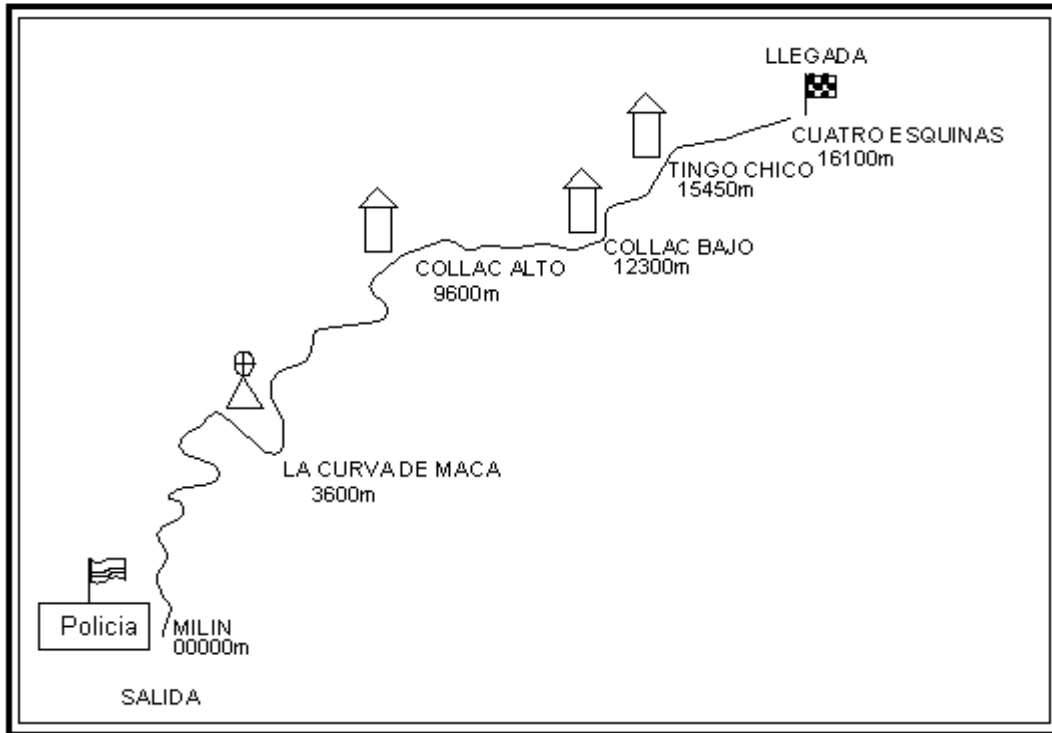 LLEGADA
CUATRO ESQUINAS
16100m
TINGO CHICO
15450m
COLLAC BAJO
12300m
COLLAC ALTO
9600m
LA CURVA DE MACA
3600m
Policia
MILIN
00000m
SALIDA